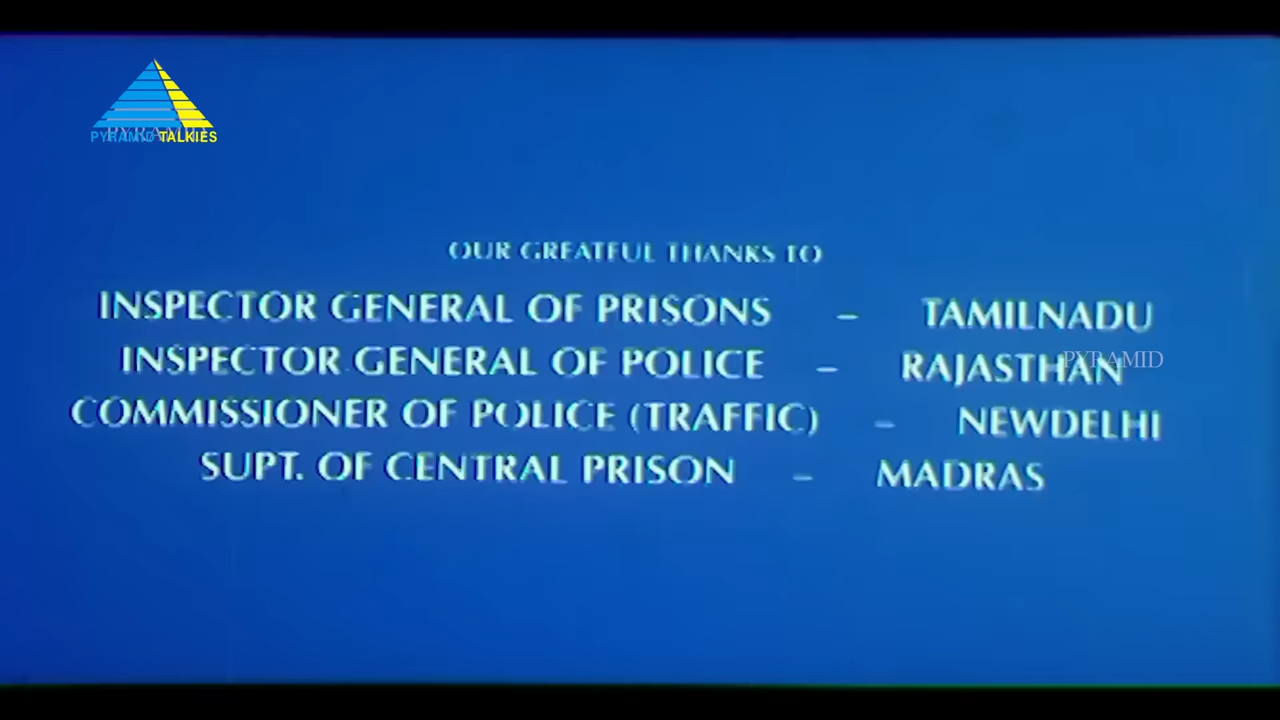 PYRAMID TALKIES
OUR GREATFUL THANKS TO
INSPECTOR GENERAL OF PRISONS – TAMILNADU
INSPECTOR GENERAL OF POLICE – RAJASTHAN
PYRAMID
COMMISSIONER OF POLICE (TRAFFIC) – NEWDELHI
SUPT. OF CENTRAL PRISON – MADRAS